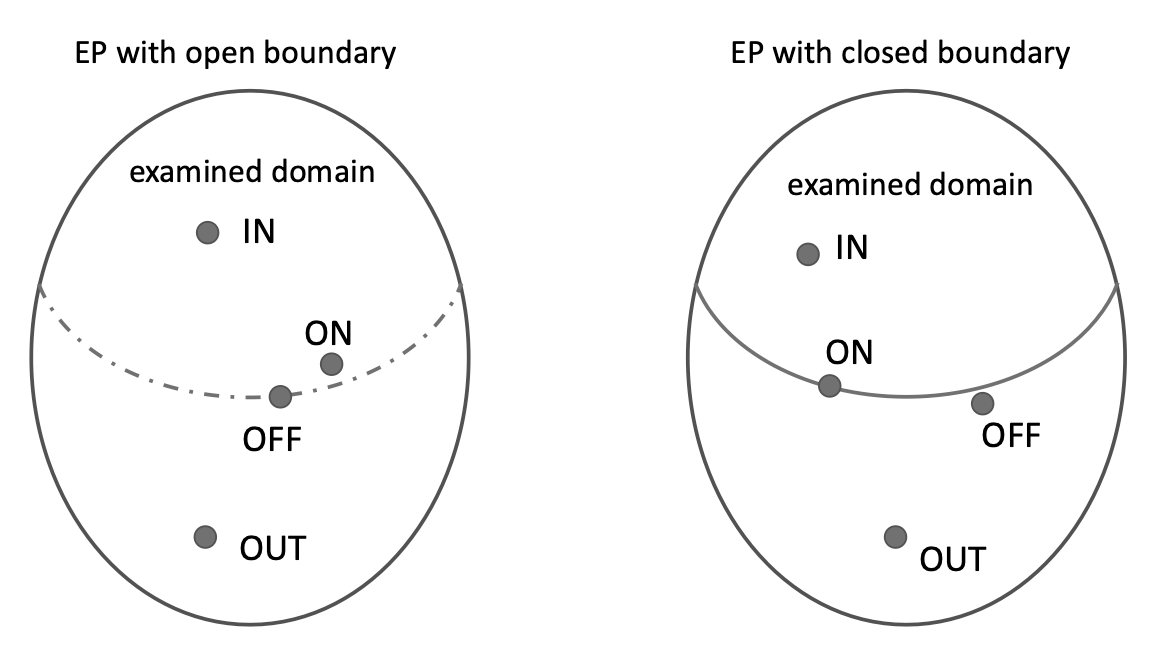 EP with open boundary
examined domain
IN
ON
OFF
OUT
EP with closed boundary
examined domain
IN
ON
OFF
OUT